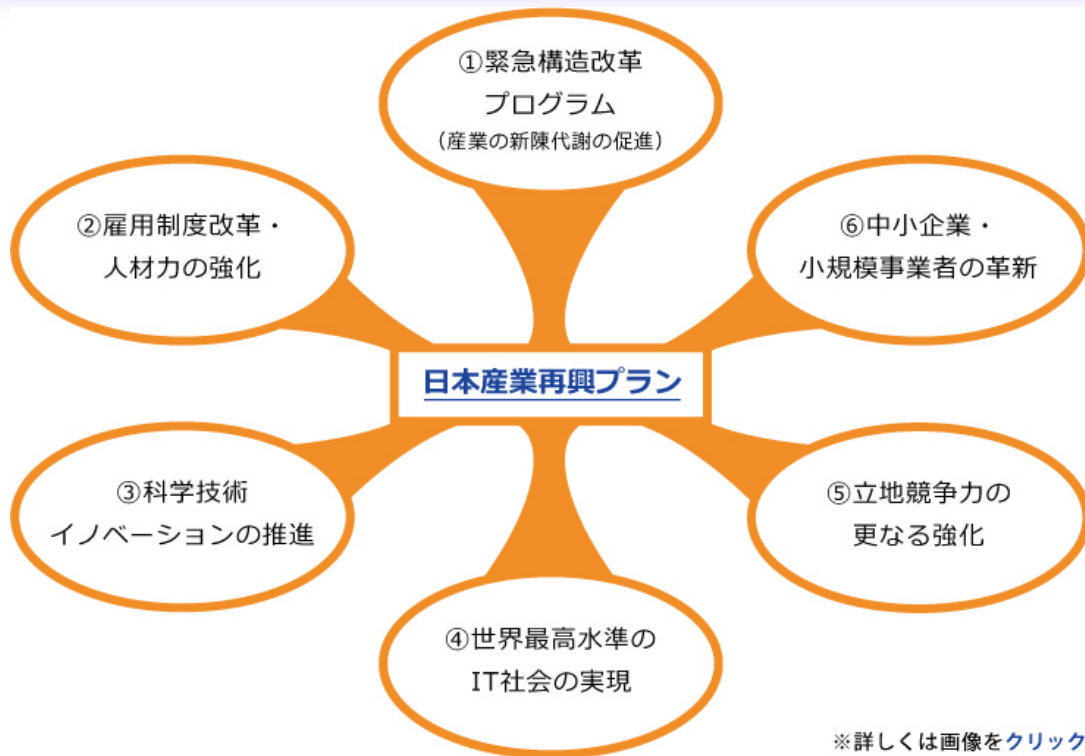 ①緊急構造改革
プログラム
（産業の新陳代謝の促進）
②雇用制度改革・
人材力の強化
⑥中小企業・
小規模事業者の革新
日本産業再興プラン
③科学技術
イノベーションの推進
⑤立地競争力の
更なる強化
④世界最高水準の
IT社会の実現
※詳しくは画像をクリック